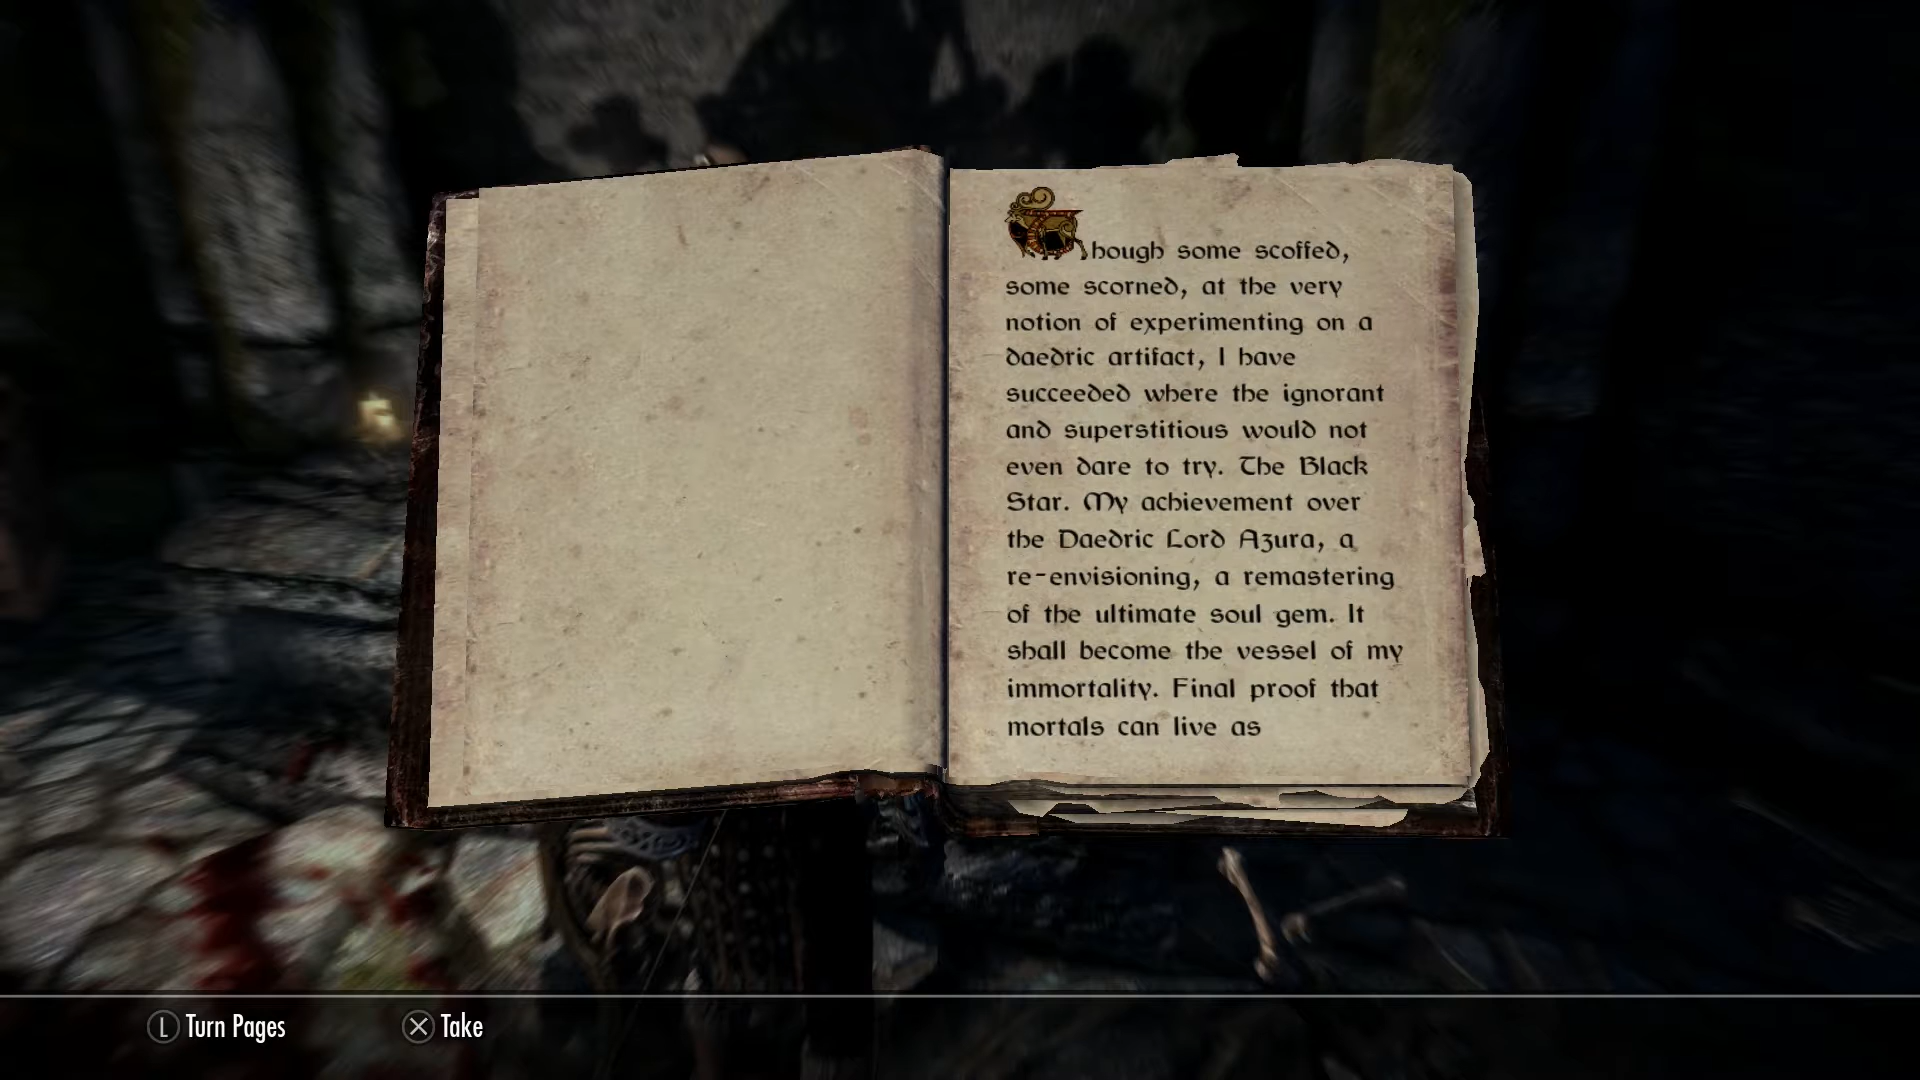 Though some scoffed,
some scorned, at the very
notion of experimenting on a
daedric artifact, I have
succeeded where the ignorant
and superstitious would not
even dare to try. The Black
Star. My achievement over
the Daedric Lord Azura, a
re-envisioning, a remastering
of the ultimate soul gem. It
shall become the vessel of my
immortality. Final proof that
mortals can live as
L Turn Pages
X Take